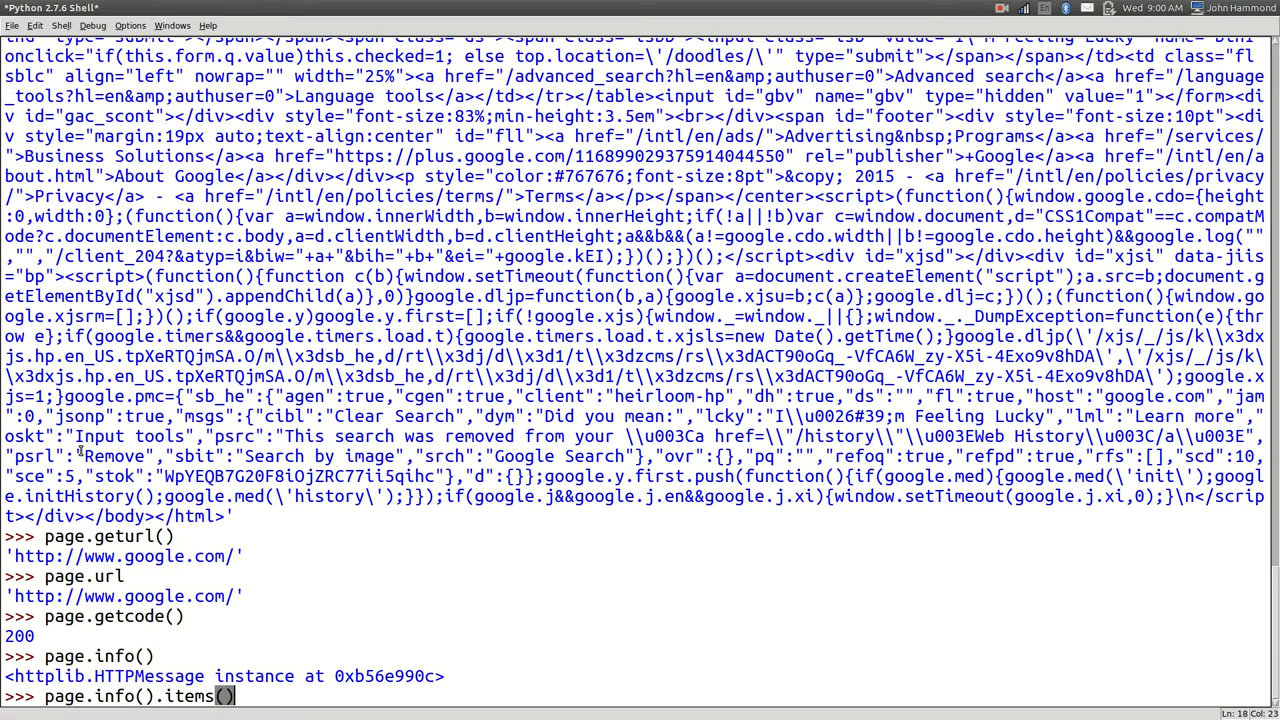 *Python 2.7.6 Shell*
Wed 9:00 AM
John Hammond
File Edit Shell Debug Options Windows Help
onclick="if(this.form.q.value)this.checked=1; else top.location=\'/doodles/\'" type="submit"></span></span></td><td class="fl
sblc" align="left" nowrap="" width="25%"><a href="/advanced_search?hl=en&amp;authuser=0">Advanced search</a><a href="/language
_tools?hl=en&amp;authuser=0">Language tools</a></td></tr></table><input id="gbv" name="gbv" type="hidden" value="1"></form><di
v id="gac_scont"></div><div style="font-size:83%;min-height:3.5em"><br></div><span id="footer"><div style="font-size:10pt"><di
v style="margin:19px auto;text-align:center" id="fll"><a href="/intl/en/ads/">Advertising&nbsp;Programs</a><a href="/services/
">Business Solutions</a><a href="https://plus.google.com/116899029375914044550" rel="publisher">+Google</a><a href="/intl/en/a
bout.html">About Google</a></div></div><p style="color:#767676;font-size:8pt">&copy; 2015 - <a href="/intl/en/policies/privacy
/">Privacy</a> - <a href="/intl/en/policies/terms/">Terms</a></p></span></center><script>(function(){window.google.cdo={height
:0,width:0};(function(){var a=window.innerWidth,b=window.innerHeight;if(!a||!b)var c=window.document,d="CSS1Compat"==c.compatM
ode?c.documentElement:c.body,a=d.clientWidth,b=d.clientHeight;a&&b&&(a!=google.cdo.width||b!=google.cdo.height)&&google.log(""
,"","/client_204?&atyp=i&biw="+a+"&bih="+b+"&ei="+google.kEI);})();})();</script><div id="xjsd"></div><div id="xjsi" data-jiis
="bp"><script>(function(){function c(b){window.setTimeout(function(){var a=document.createElement("script");a.src=b;document.g
etElementById("xjsd").appendChild(a)},0)}google.dljp=function(b,a){google.xjsu=b;c(a)};google.dlj=c;})();(function(){window.go
ogle.xjsrm=[];})();if(google.y)google.y.first=[];if(!google.xjs){window._=window._||{};window._._DumpException=function(e){thr
ow e};if(google.timers&&google.timers.load.t){google.timers.load.t.xjsls=new Date().getTime();}google.dljp(\'/xjs/_/js/k\\x3dx
js.hp.en_US.tpXeRTQjmSA.O/m\\x3dsb_he,d/rt\\x3dj/d\\x3d1/t\\x3dzcms/rs\\x3dACT90oGq_-VfCA6W_zy-X5i-4Exo9v8hDA\',\'/xjs/_/js/k\
\x3dxjs.hp.en_US.tpXeRTQjmSA.O/m\\x3dsb_he,d/rt\\x3dj/d\\x3d1/t\\x3dzcms/rs\\x3dACT90oGq_-VfCA6W_zy-X5i-4Exo9v8hDA\');google.x
js=1;}google.pmc={"sb_he":{"agen":true,"cgen":true,"client":"heirloom-hp","dh":true,"ds":"","fl":true,"host":"google.com","jam
":0,"jsonp":true,"msgs":{"cibl":"Clear Search","dym":"Did you mean:","lcky":"I\\u0026#39;m Feeling Lucky","lml":"Learn more","
oskt":"Input tools","psrc":"This search was removed from your \\u003Ca href=\\"/history\\"\\u003EWeb History\\u003C/a\\u003E",
"psrl":"Remove","sbit":"Search by image","srch":"Google Search"},"ovr":{},"pq":"","refoq":true,"refpd":true,"rfs":[],"scd":10,
"sce":5,"stok":"WpYEQB7G20F8iOjZRC77ii5qihc"},"d":{}};google.y.first.push(function(){if(google.med){google.med(\'init\');googl
e.initHistory();google.med(\'history\');}});if(google.j&&google.j.en&&google.j.xi){window.setTimeout(google.j.xi,0);}\n</scrip
t></div></body></html>'
>>> page.geturl()
'http://www.google.com/'
>>> page.url
'http://www.google.com/'
>>> page.getcode()
200
>>> page.info()
<httplib.HTTPMessage instance at 0xb56e990c>
>>> page.info().items()
Ln: 18 Col: 23